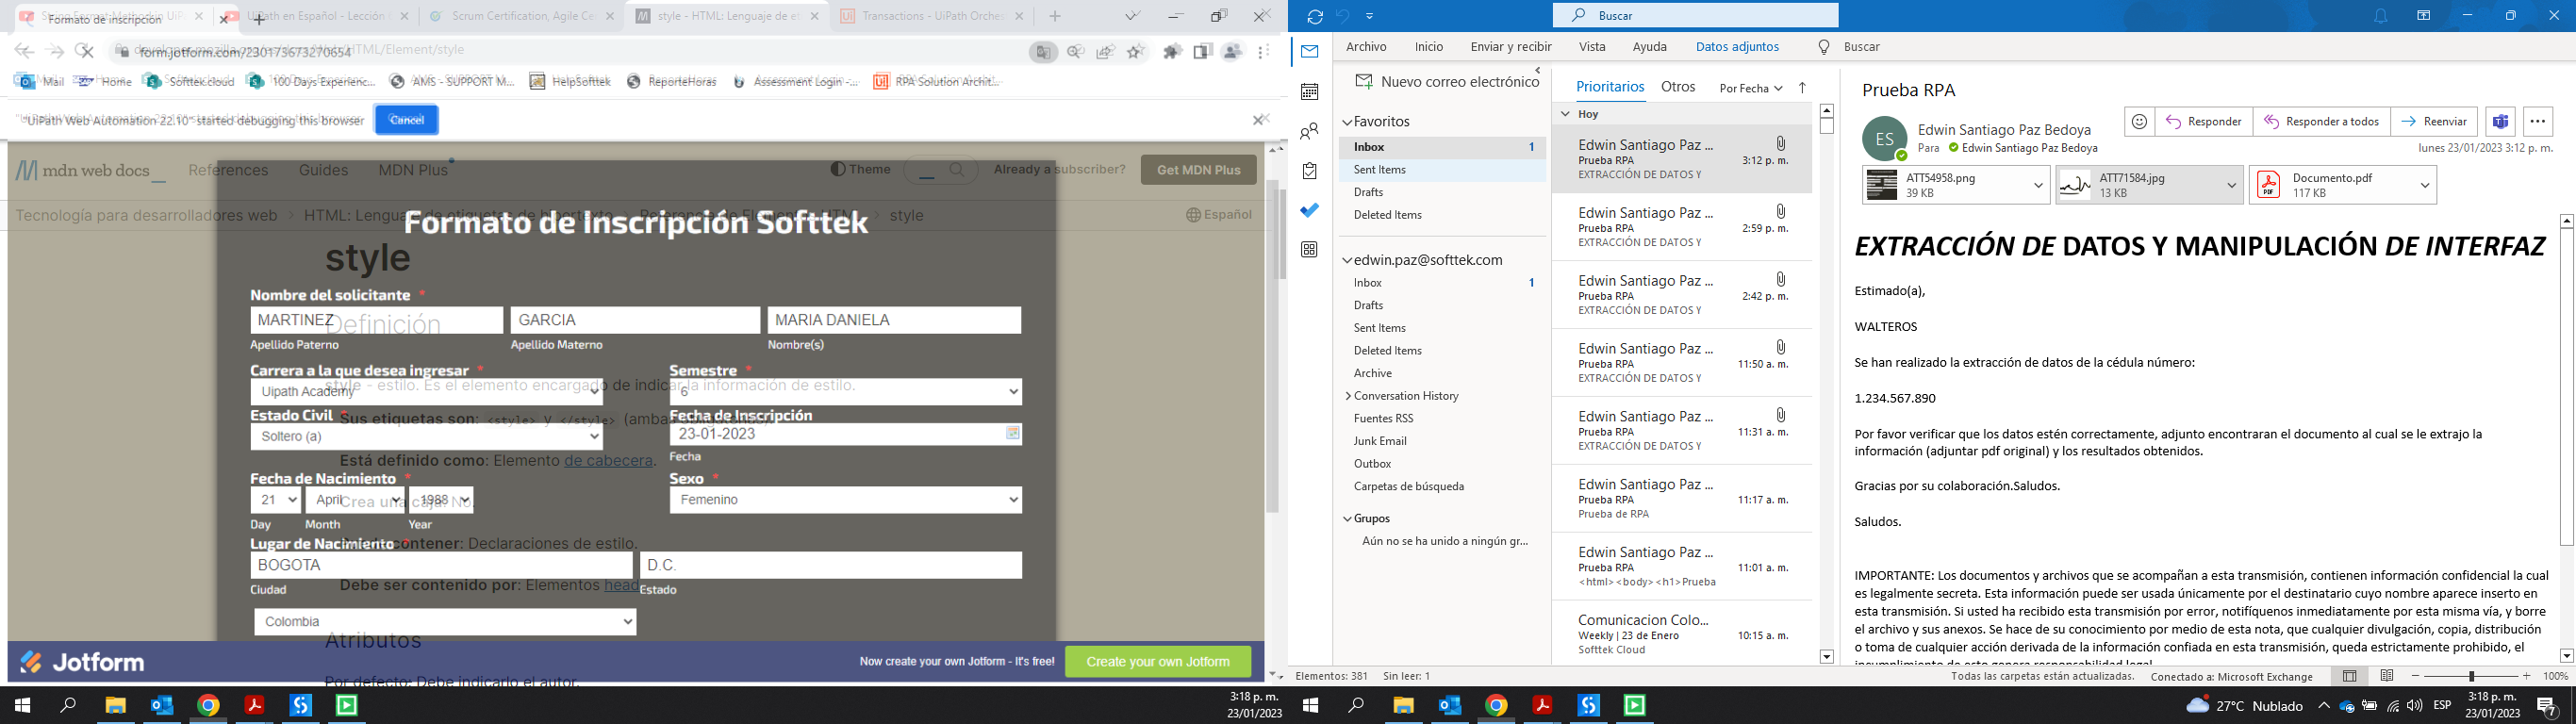 Formato de inscripción
UiPath en Español - Lección
Scrum Certification, Agile Cer
style - HTML: Lenguaje de et
Transactions - UiPath Orches
form.jotform.com/230173673270654
Mail
Home
Softtek.cloud
100 Days Experienc...
AMS - SUPPORT M...
HelpSofttek
ReporteHoras
Assessment Login -...
RPA Solution Archit...
"UiPath Web Automation 22.10" started debugging this browser
Cancel
mdn web docs
References
Guides
MDN Plus
Theme
Already a subscriber?
Get MDN Plus
Tecnología para desarrolladores web
HTML: Lenguaje de etiquetas de hipertexto
style
Español
Formato de Inscripción Softtek
style
Nombre del solicitante *
MARTINEZ
GARCIA
MARIA DANIELA
Definición
Apellido Paterno
Apellido Materno
Nombre(s)
Carrera a la que desea ingresar *
Semestre *
style - estilo. Es el elemento encargado de indicar la información de estilo.
Uipath Academy
6
Estado Civil *
Fecha de Inscripción
Sus etiquetas son: <style> y </style>
Soltero (a)
23-01-2023
Fecha
Está definido como: Elemento de cabecera.
Fecha de Nacimiento *
Sexo *
21
April
1988
Femenino
Crea una caja: No.
Day
Month
Year
Lugar de Nacimiento *
contener: Declaraciones de estilo.
BOGOTA
D.C.
Ciudad
Estado
Debe ser contenido por: Elementos head
Colombia
Atributos
Jotform
Now create your own Jotform - It's free!
Create your own Jotform
Por defecto: Debe indicarlo el autor.
3:18 p. m.
23/01/2023
Buscar
Archivo
Inicio
Enviar y recibir
Vista
Ayuda
Datos adjuntos
Buscar
Nuevo correo electrónico
Favoritos
Inbox 1
Sent Items
Drafts
Deleted Items
edwin.paz@softtek.com
Inbox 1
Drafts
Sent Items
Deleted Items
Archive
Conversation History
Fuentes RSS
Junk Email
Outbox
Carpetas de búsqueda
Grupos
Aún no se ha unido a ningún gr...
Prioritarios
Otros
Por Fecha
Hoy
Edwin Santiago Paz ...
Prueba RPA 3:12 p. m.
EXTRACCIÓN DE DATOS Y
Edwin Santiago Paz ...
Prueba RPA 2:59 p. m.
EXTRACCIÓN DE DATOS Y
Edwin Santiago Paz ...
Prueba RPA 2:42 p. m.
EXTRACCIÓN DE DATOS Y
Edwin Santiago Paz ...
Prueba RPA 11:50 a. m.
EXTRACCIÓN DE DATOS Y
Edwin Santiago Paz ...
Prueba RPA 11:31 a. m.
EXTRACCIÓN DE DATOS Y
Edwin Santiago Paz ...
Prueba RPA 11:17 a. m.
Prueba de RPA
Edwin Santiago Paz ...
Prueba RPA 11:01 a. m.
<html><body><h1>Prueba
Comunicacion Colo...
Weekly | 23 de Enero 10:15 a. m.
Softtek Cloud
Prueba RPA
ES
Edwin Santiago Paz Bedoya
Para Edwin Santiago Paz Bedoya
Responder
Responder a todos
Reenviar
lunes 23/01/2023 3:12 p. m.
ATT54958.png
39 KB
ATT71584.jpg
13 KB
Documento.pdf
117 KB
EXTRACCIÓN DE DATOS Y MANIPULACIÓN DE INTERFAZ
Estimado(a),
WALTEROS
Se han realizado la extracción de datos de la cédula número:
1.234.567.890
Por favor verificar que los datos estén correctamente, adjunto encontraran el documento al cual se le extrajo la
información (adjuntar pdf original) y los resultados obtenidos.
Gracias por su colaboración.Saludos.
Saludos.
IMPORTANTE: Los documentos y archivos que se acompañan a esta transmisión, contienen información confidencial la cual
es legalmente secreta. Esta información puede ser usada únicamente por el destinatario cuyo nombre aparece inserto en
esta transmisión. Si usted ha recibido esta transmisión por error, notifíquenos inmediatamente por esta misma vía, y borre
el archivo y sus anexos. Se hace de su conocimiento por medio de esta nota, que cualquier divulgación, copia, distribución
o toma de cualquier acción derivada de la información confiada en esta transmisión, queda estrictamente prohibido, el
Elementos: 381
Sin leer: 1
Todas las carpetas están actualizadas.
Conectado a: Microsoft Exchange
100%
27°C Nublado
ESP
3:18 p. m.
23/01/2023
7